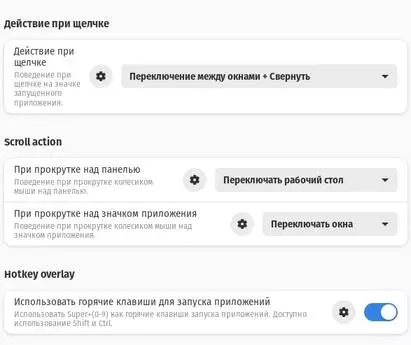 Действие при щелчке
Действие при
щелчке
Поведение при
щелчке на значке
запущенного
приложения.
Переключение между окнами + Свернуть
Scroll action
При прокрутке над панелью
Поведение при прокрутке колесиком
мыши над панелью.
Переключать рабочий стол
При прокрутке над значком приложения
Поведение при прокрутке колесиком мыши над
значком приложения.
Переключать окна
Hotkey overlay
Использовать горячие клавиши для запуска приложений
Использовать Super+(0-9) как горячие клавиши запуска приложений. Доступно
использование Shift и Ctrl.